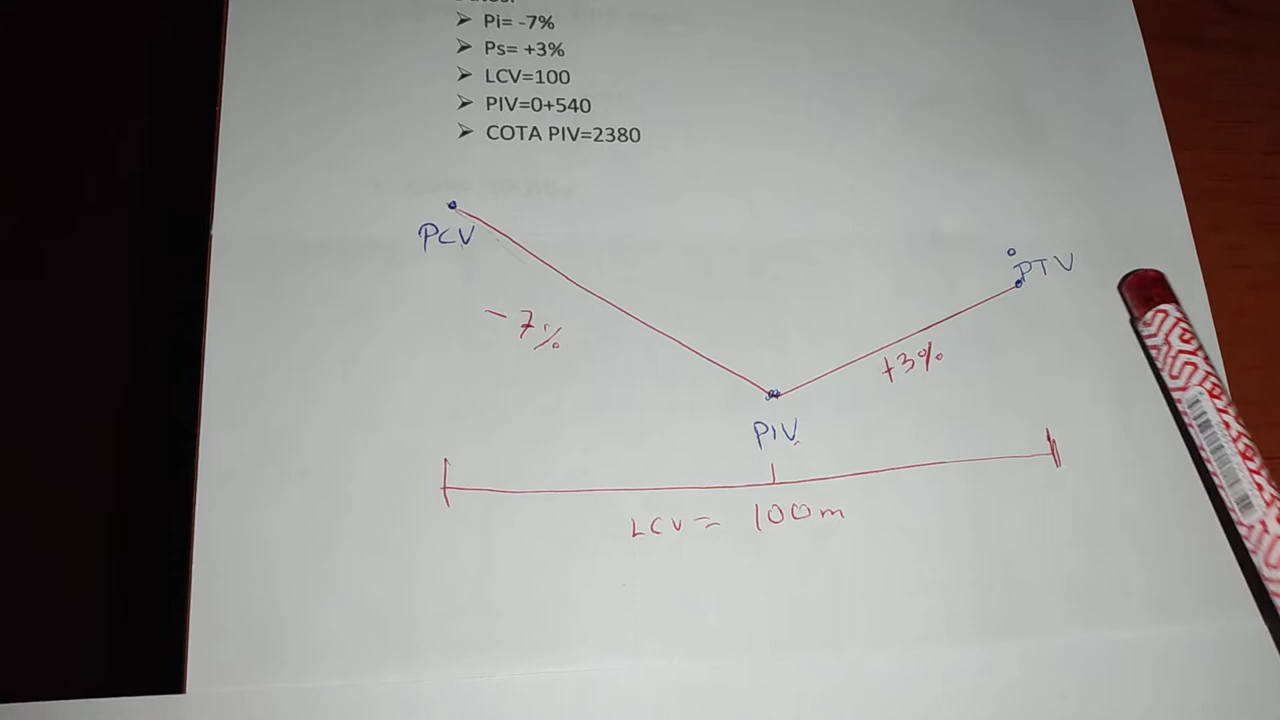 ➢ Pi= -7%
➢ Ps= +3%
➢ LCV=100
➢ PIV=0+540
➢ COTA PIV=2380
PCV
PTV
-7%
+3%
PIV
LCV= 100m